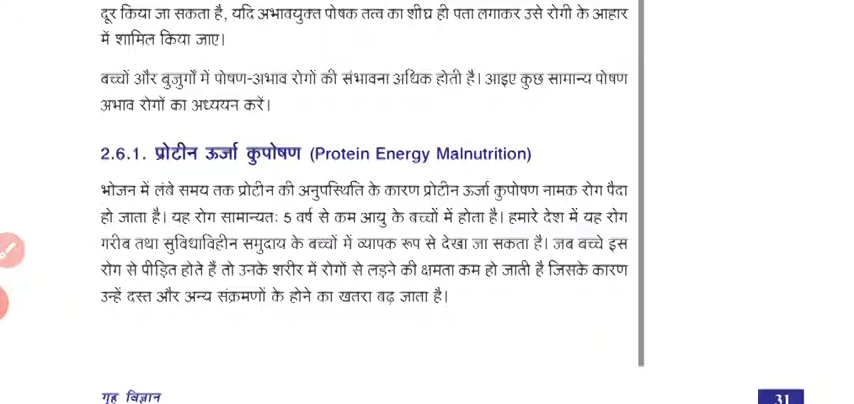 दूर किया जा सकता है, यदि अभावयुक्त पोषक तत्व का शीघ्र ही पता लगाकर उसे रोगी के आहार
में शामिल किया जाए।
बच्चों और बुजुर्गों में पोषण-अभाव रोगों की संभावना अधिक होती है। आइए कुछ सामान्य पोषण
अभाव रोगों का अध्ययन करें।
2.6.1. प्रोटीन ऊर्जा कुपोषण (Protein Energy Malnutrition)
भोजन में लंबे समय तक प्रोटीन की अनुपस्थिति के कारण प्रोटीन ऊर्जा कुपोषण नामक रोग पैदा
हो जाता है। यह रोग सामान्यतः 5 वर्ष से कम आयु के बच्चों में होता है। हमारे देश में यह रोग
गरीब तथा सुविधाविहीन समुदाय के बच्चों में व्यापक रूप से देखा जा सकता है। जब बच्चे इस
रोग से पीड़ित होते हैं तो उनके शरीर में रोगों से लड़ने की क्षमता कम हो जाती है जिसके कारण
उन्हें दस्त और अन्य संक्रमणों के होने का खतरा बढ़ जाता है।
गृह विज्ञान
31